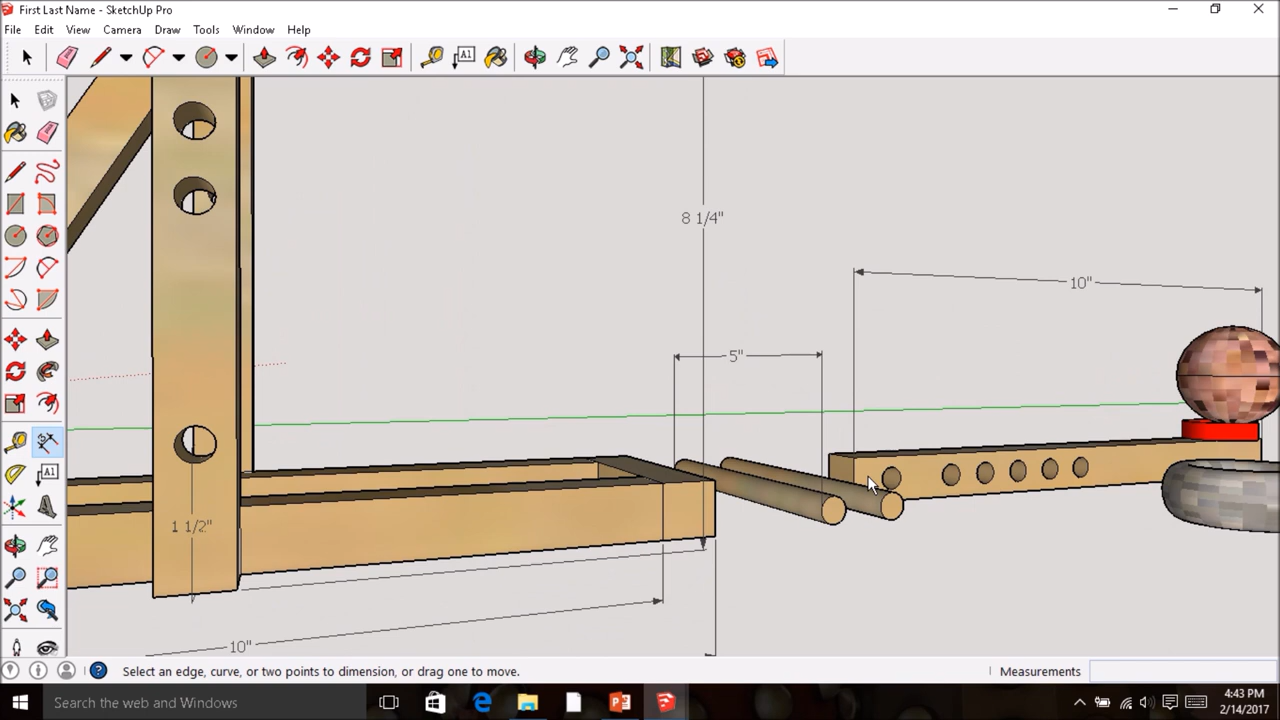 First Last Name - SketchUp Pro
File Edit View Camera Draw Tools Window Help
A1
8 1/4"
10"
5"
A1
1 1/2"
10"
Select an edge, curve, or two points to dimension, or drag one to move.
Measurements
Search the web and Windows
4:43 PM
2/14/2017